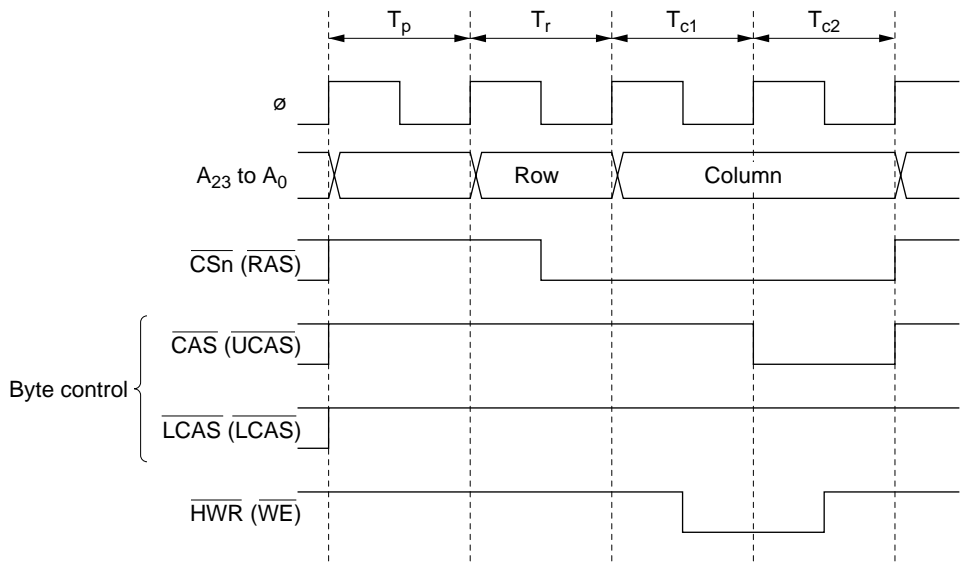 Tp Tr Tc1 Tc2
ø
A23 to A0 Row Column
CSn (RAS)
CAS (UCAS)
Byte control
LCAS (LCAS)
HWR (WE)